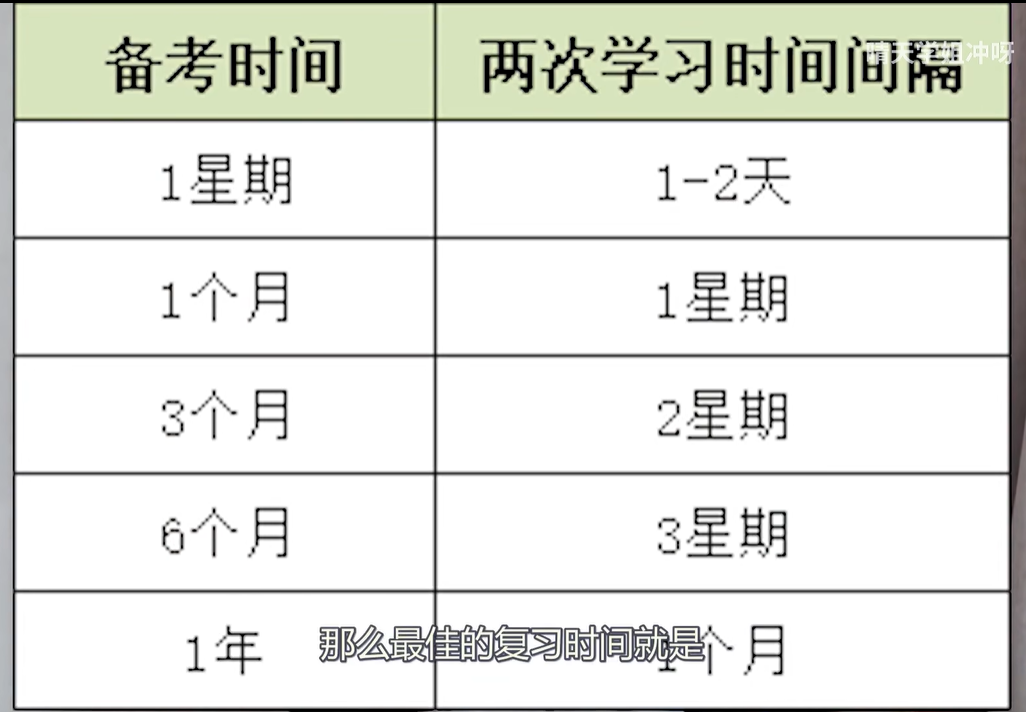 备考时间 两次学习时间间隔
晴天学姐冲呀
1星期 1-2天
1个月 1星期
3个月 2星期
6个月 3星期
1年 1个月
那么最佳的复习时间就是